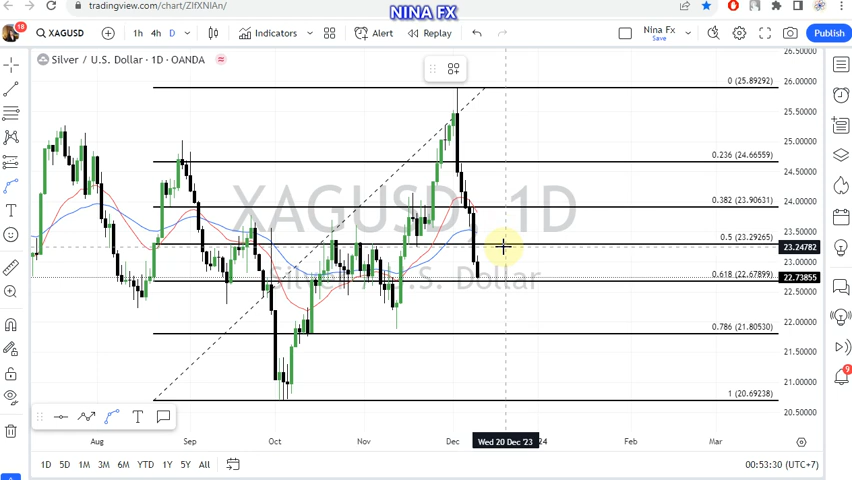 NINA FX
tradingview.com/chart/ZIfXNIAn/
18
XAGUSD
1h 4h D
Indicators
Alert
Replay
Nina Fx
Save
Publish
Silver / U.S. Dollar · 1D · OANDA
XAGUSD, 1D
Silver / U.S. Dollar
0 (25.89292)
0.236 (24.66559)
0.382 (23.90631)
0.5 (23.29265)
0.618 (22.67899)
0.786 (21.80530)
1 (20.69238)
26.50000
26.00000
25.50000
25.00000
24.50000
24.00000
23.50000
23.24782
23.00000
22.73855
22.50000
22.00000
21.50000
21.00000
20.50000
9
Aug Sep Oct Nov Dec Wed 20 Dec '23 24 Feb Mar
1D 5D 1M 3M 6M YTD 1Y 5Y All
00:53:30 (UTC+7)